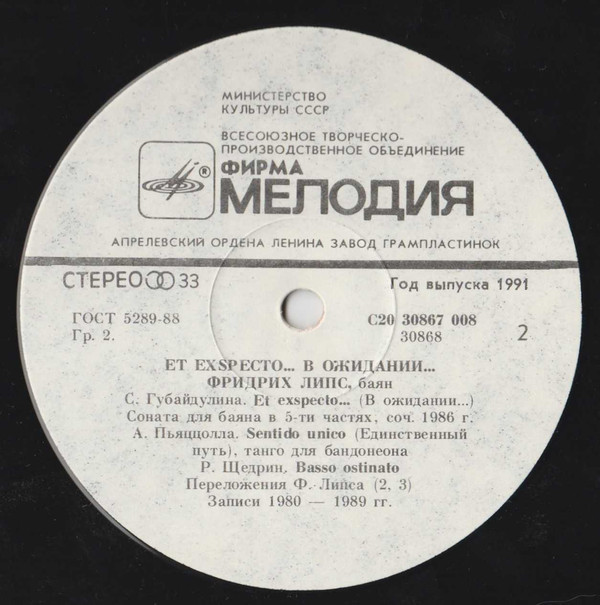 МИНИСТЕРСТВО
КУЛЬТУРЫ СССР
ВСЕСОЮЗНОЕ ТВОРЧЕСКО-
ПРОИЗВОДСТВЕННОЕ ОБЪЕДИНЕНИЕ
ФИРМА
® МЕЛОДИЯ
АПРЕЛЕВСКИЙ ОРДЕНА ЛЕНИНА ЗАВОД ГРАМПЛАСТИНОК
СТЕРЕО 33 Год выпуска 1991
ГОСТ 5289-88 С20 30867 008
Гр. 2. 30868 2
ET EXSPECTO... В ОЖИДАНИИ...
ФРИДРИХ ЛИПС, баян
С. Губайдулина. Et exspecto... (В ожидании...)
Соната для баяна в 5-ти частях, соч. 1986 г.
А. Пьяццолла. Sentido unico (Единственный
путь), танго для бандонеона
Р. Щедрин. Basso ostinato
Переложения Ф. Липса (2, 3)
Записи 1980 — 1989 гг.